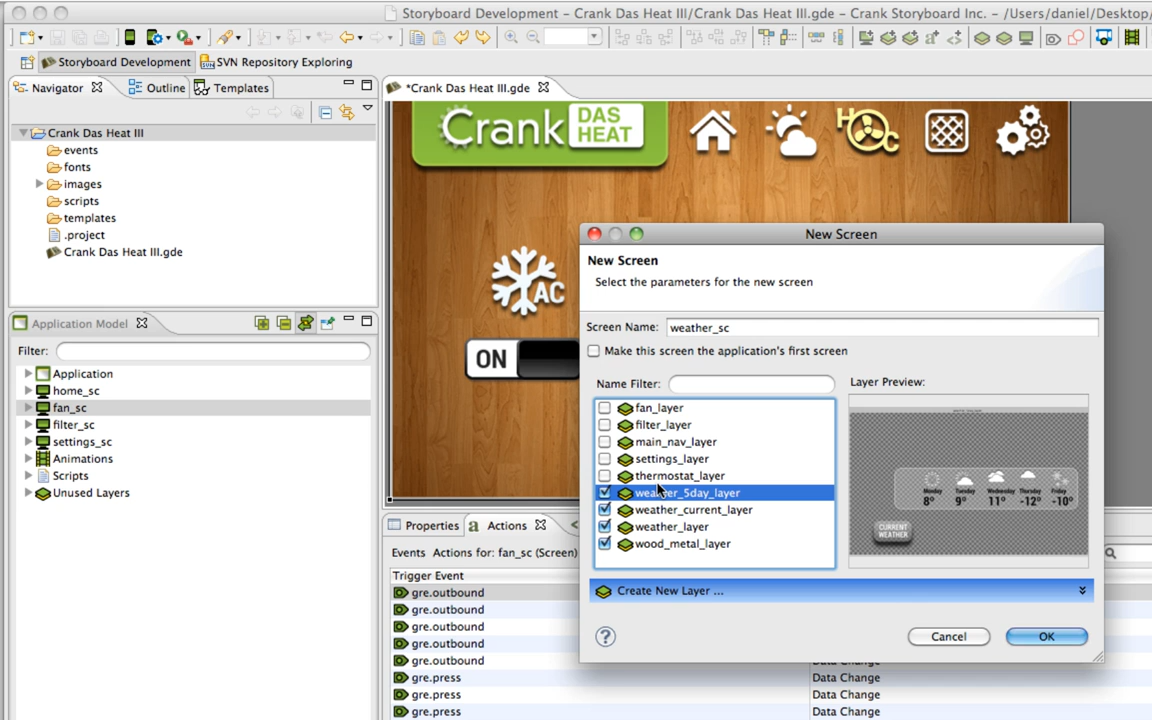 Storyboard Development – Crank Das Heat III/Crank Das Heat III.gde – Crank Storyboard Inc. – /Users/daniel/Desktop/
Storyboard Development
SVN Repository Exploring
Navigator
Outline
Templates
*Crank Das Heat III.gde
Crank Das Heat III
events
fonts
images
scripts
templates
.project
Crank Das Heat III.gde
Crank DAS HEAT
H C
AC
ON
Application Model
Filter:
Application
home_sc
fan_sc
filter_sc
settings_sc
Animations
Scripts
Unused Layers
New Screen
New Screen
Select the parameters for the new screen
Screen Name: weather_sc
Make this screen the application's first screen
Name Filter:
Layer Preview:
fan_layer
filter_layer
main_nav_layer
settings_layer
thermostat_layer
weather_5day_layer
weather_current_layer
weather_layer
wood_metal_layer
Monday Tuesday Wednesday Thursday Friday
8° 9° 11° -12° -10°
CURRENT WEATHER
Create New Layer ...
Cancel
OK
Properties
Actions
Events Actions for: fan_sc (Screen)
Trigger Event
gre.outbound
gre.outbound
gre.outbound
gre.outbound
gre.outbound
Data Change
gre.press
Data Change
gre.press
Data Change
gre.press
Data Change